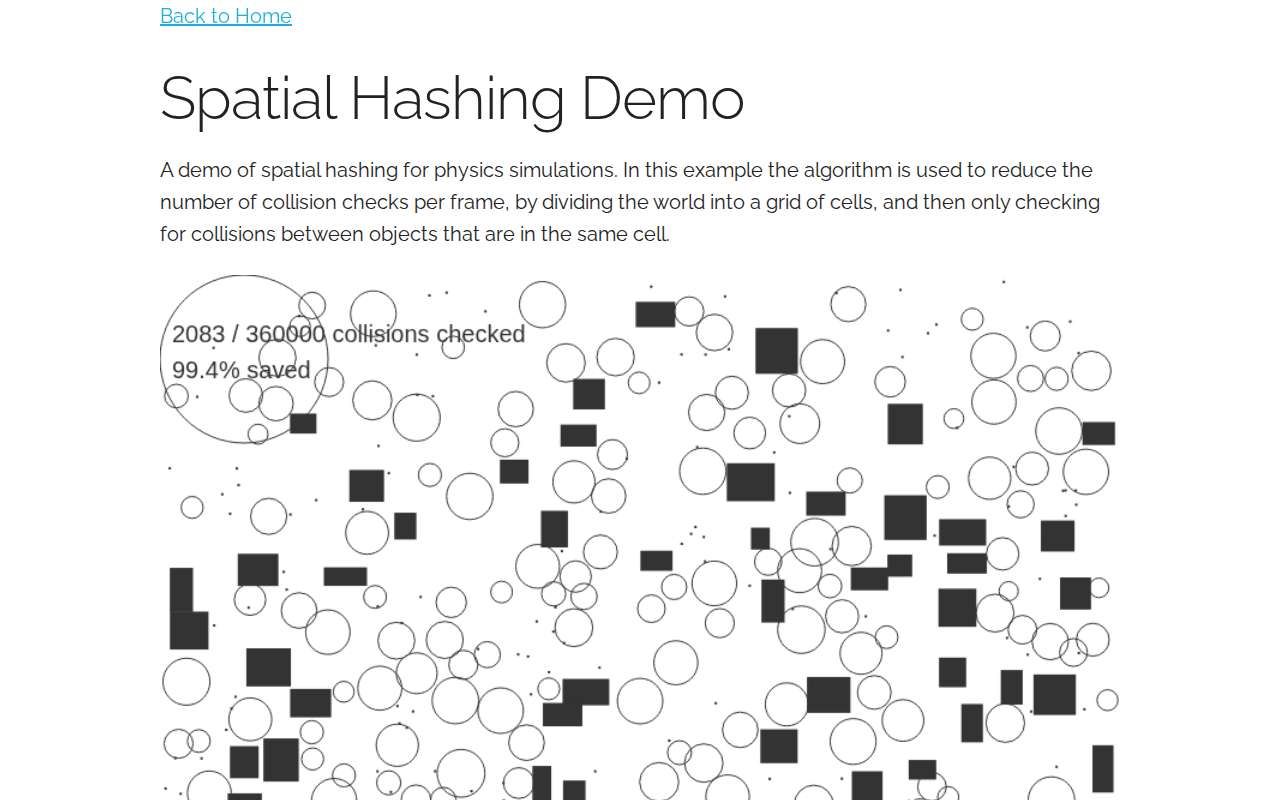 Back to Home
Spatial Hashing Demo
A demo of spatial hashing for physics simulations. In this example the algorithm is used to reduce the
number of collision checks per frame, by dividing the world into a grid of cells, and then only checking
for collisions between objects that are in the same cell.
2083 / 360000 collisions checked
99.4% saved